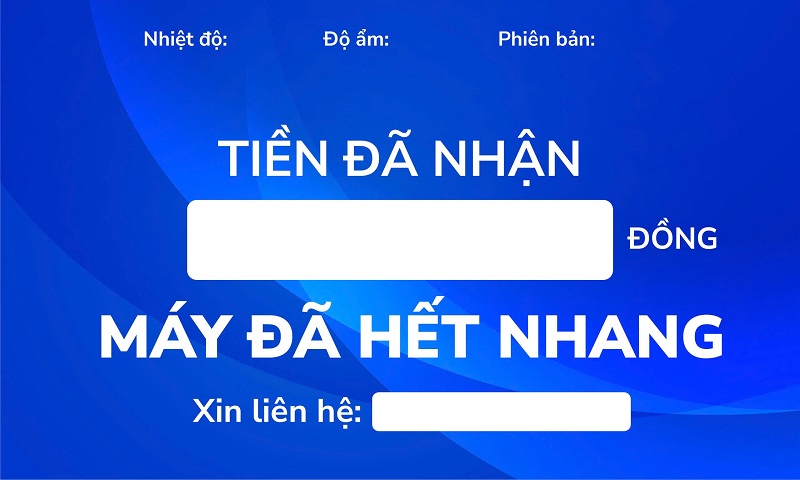 Nhiệt độ: Độ ẩm: Phiên bản:
TIỀN ĐÃ NHẬN
ĐỒNG
MÁY ĐÃ HẾT NHANG
Xin liên hệ: